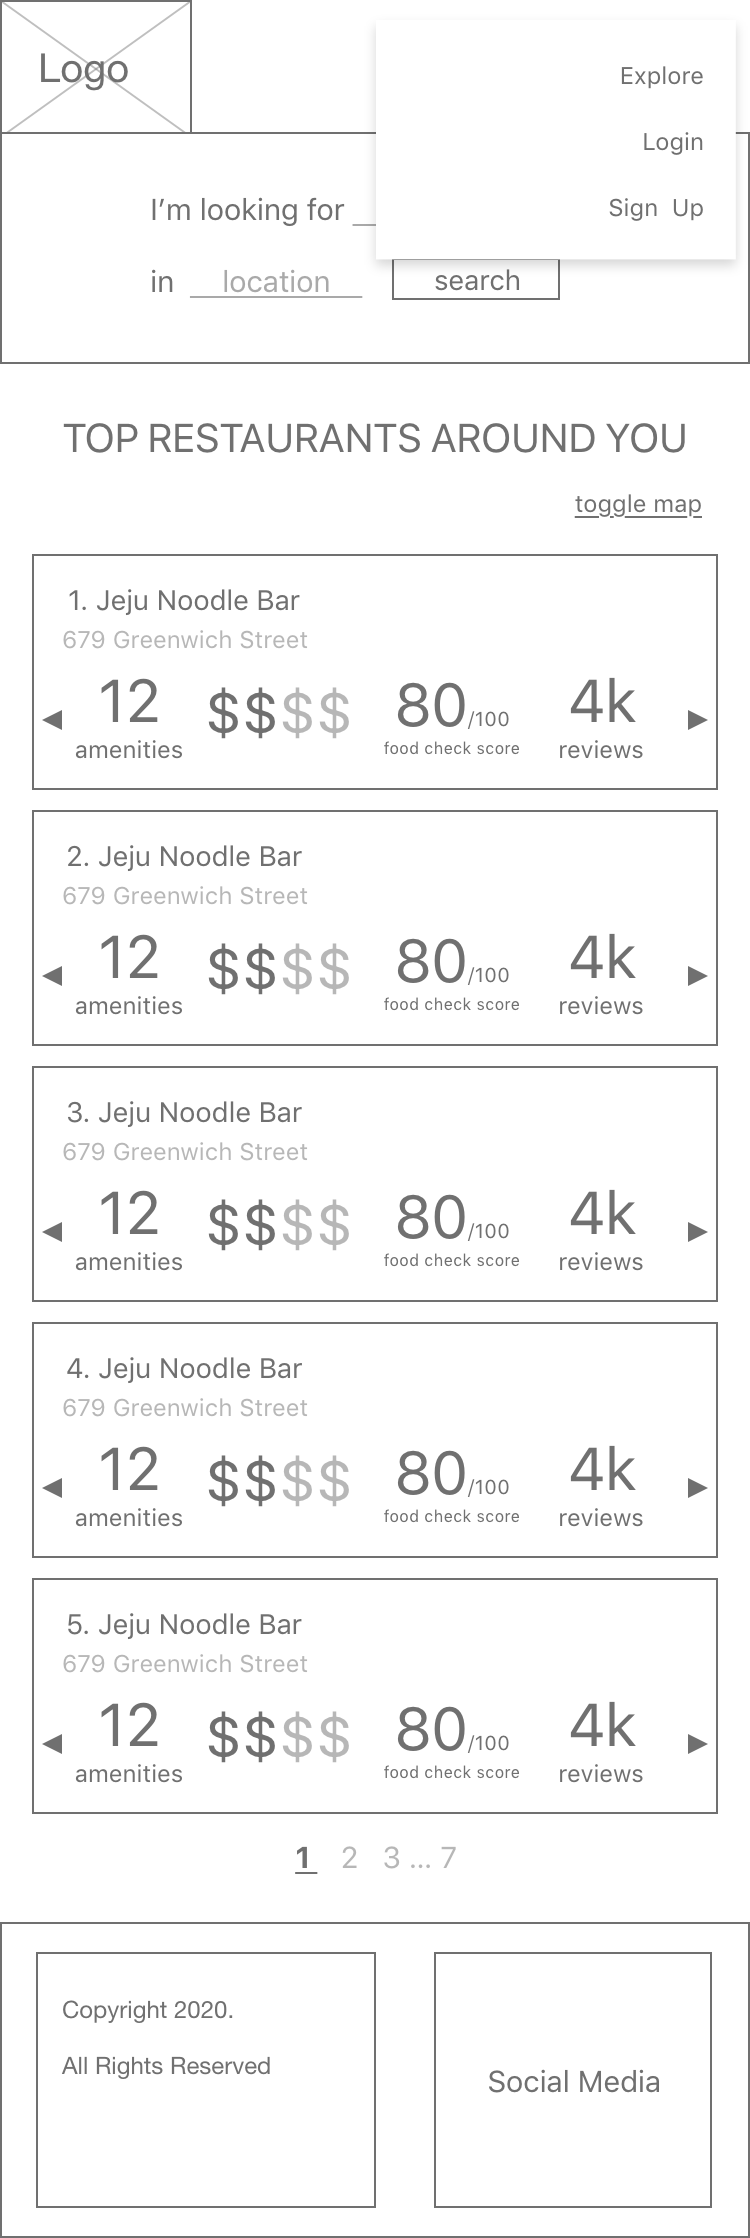 Logo
Explore
Login
Sign Up
I’m looking for
in location search
TOP RESTAURANTS AROUND YOU
toggle map
1. Jeju Noodle Bar
679 Greenwich Street
12 $$$$ 80/100 4k
amenities food check score reviews
2. Jeju Noodle Bar
679 Greenwich Street
12 $$$$ 80/100 4k
amenities food check score reviews
3. Jeju Noodle Bar
679 Greenwich Street
12 $$$$ 80/100 4k
amenities food check score reviews
4. Jeju Noodle Bar
679 Greenwich Street
12 $$$$ 80/100 4k
amenities food check score reviews
5. Jeju Noodle Bar
679 Greenwich Street
12 $$$$ 80/100 4k
amenities food check score reviews
1 2 3 ... 7
Copyright 2020.
All Rights Reserved
Social Media